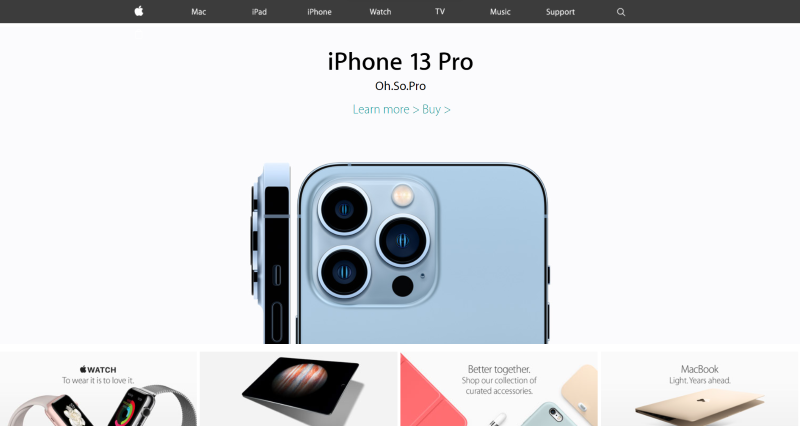 Mac iPad iPhone Watch TV Music Support
iPhone 13 Pro
Oh.So.Pro
Learn more > Buy >
WATCH
To wear it is to love it.
Better together.
Shop our collection of
curated accessories.
MacBook
Light. Years ahead.